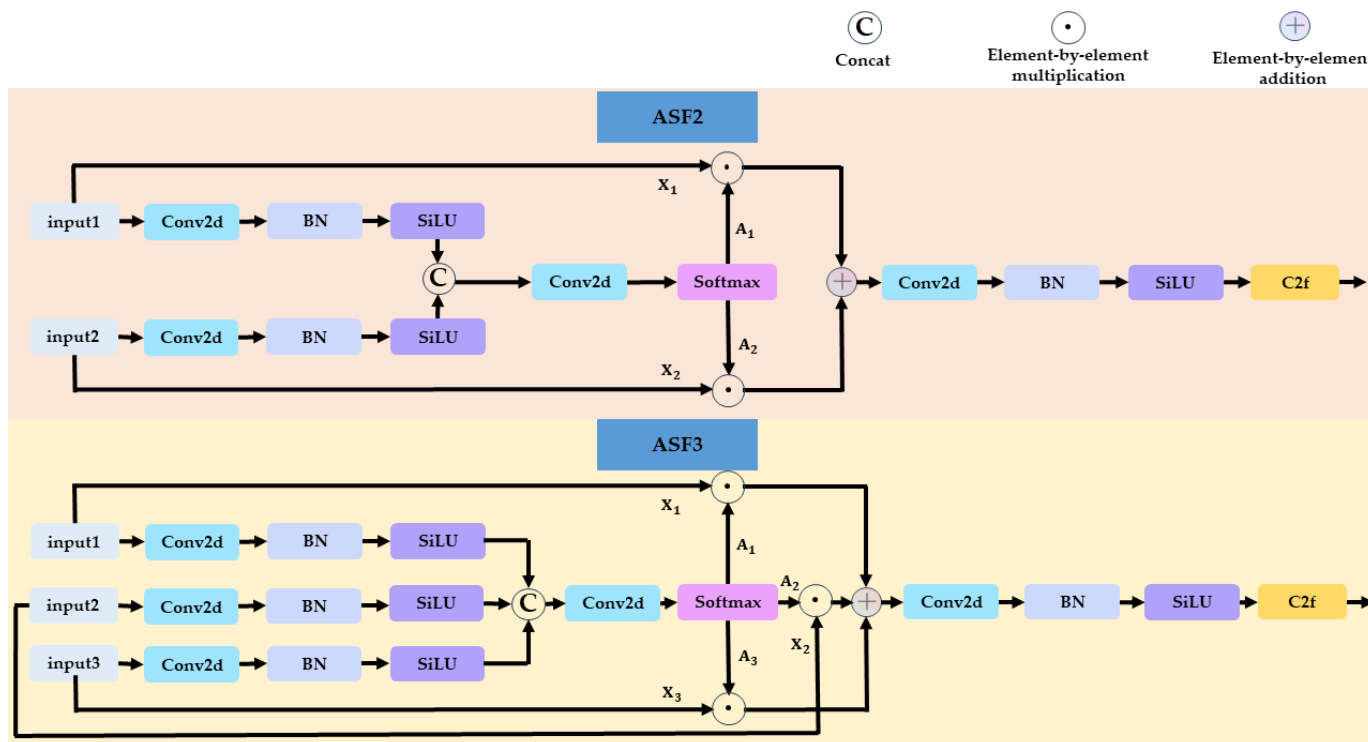 C
Concat
Element-by-element
multiplication
Element-by-elemen
addition
ASF2
X1
input1 Conv2d BN SiLU
A1
C Conv2d Softmax Conv2d BN SiLU C2f
input2 Conv2d BN SiLU
A2
X2
ASF3
X1
input1 Conv2d BN SiLU
A1
A2
input2 Conv2d BN SiLU C Conv2d Softmax Conv2d BN SiLU C2f
X2
input3 Conv2d BN SiLU
A3
X3